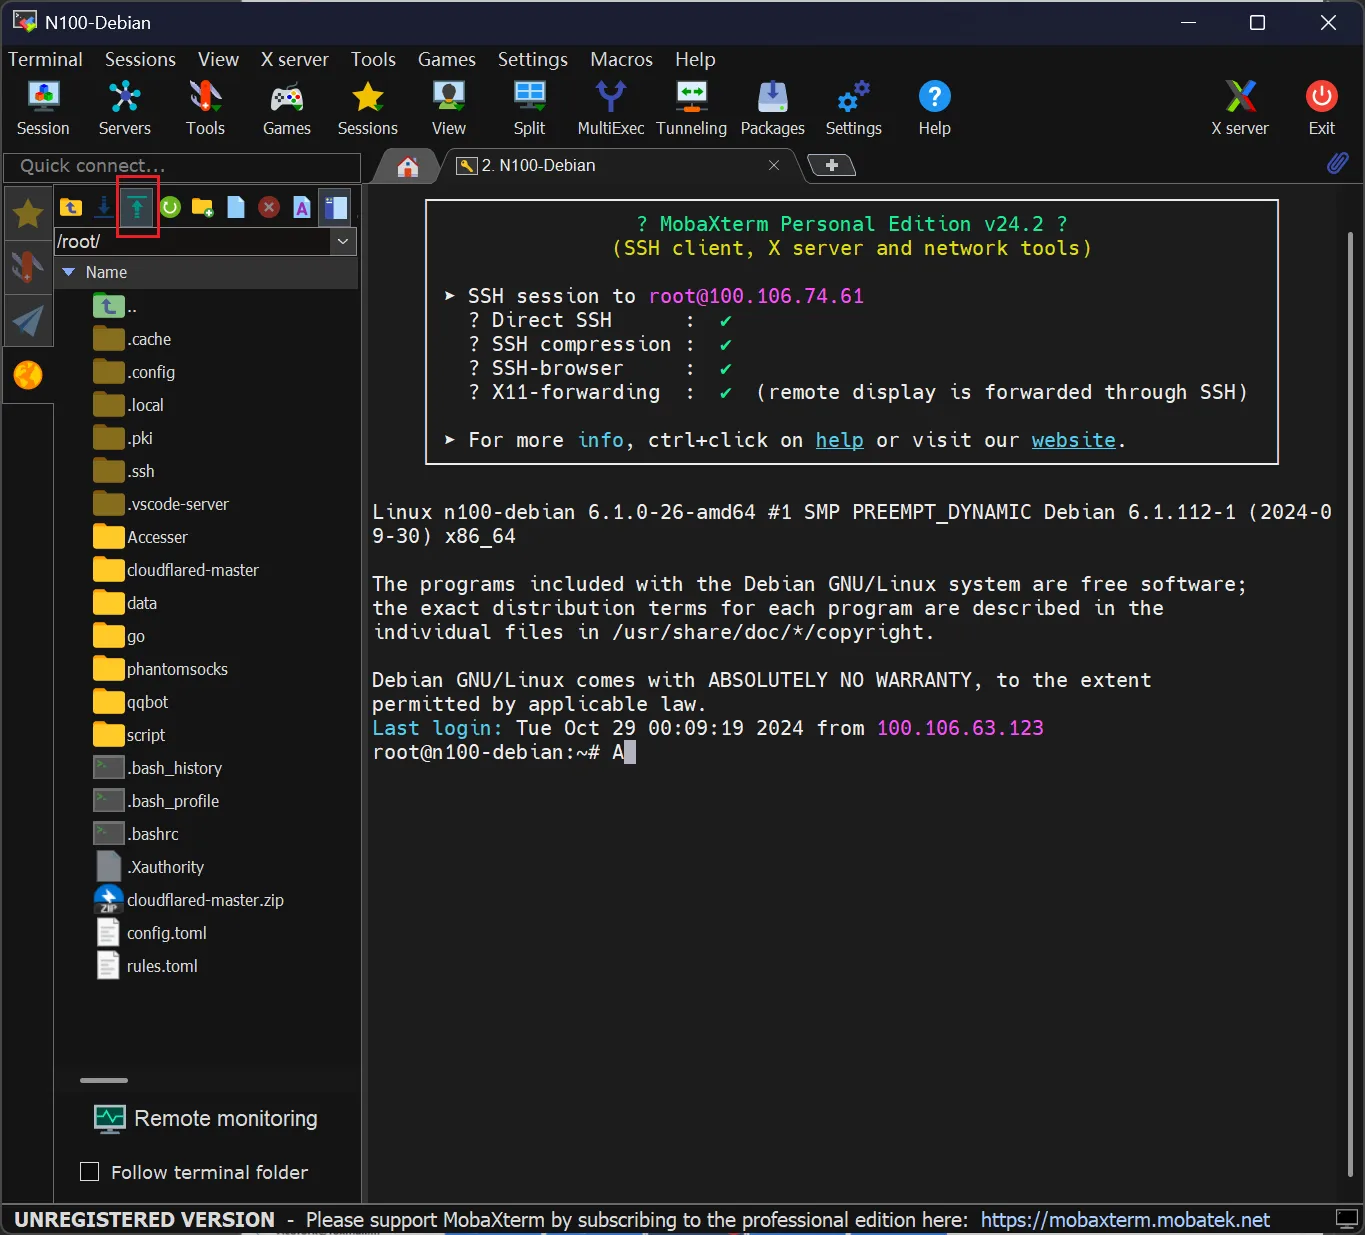 N100-Debian
Terminal Sessions View X server Tools Games Settings Macros Help
Session Servers Tools Games Sessions View Split MultiExec Tunneling Packages Settings Help X server Exit
Quick connect...
2. N100-Debian
/root/
Name
..
.cache
.config
.local
.pki
.ssh
.vscode-server
Accesser
cloudflared-master
data
go
phantomsocks
qqbot
script
.bash_history
.bash_profile
.bashrc
.Xauthority
cloudflared-master.zip
config.toml
rules.toml
Remote monitoring
Follow terminal folder
? MobaXterm Personal Edition v24.2 ?
(SSH client, X server and network tools)
➤ SSH session to root@100.106.74.61
? Direct SSH : ✔
? SSH compression : ✔
? SSH-browser : ✔
? X11-forwarding : ✔ (remote display is forwarded through SSH)
➤ For more info, ctrl+click on help or visit our website.
Linux n100-debian 6.1.0-26-amd64 #1 SMP PREEMPT_DYNAMIC Debian 6.1.112-1 (2024-0
9-30) x86_64
The programs included with the Debian GNU/Linux system are free software;
the exact distribution terms for each program are described in the
individual files in /usr/share/doc/*/copyright.
Debian GNU/Linux comes with ABSOLUTELY NO WARRANTY, to the extent
permitted by applicable law.
Last login: Tue Oct 29 00:09:19 2024 from 100.106.63.123
root@n100-debian:~# A
UNREGISTERED VERSION - Please support MobaXterm by subscribing to the professional edition here: https://mobaxterm.mobatek.net